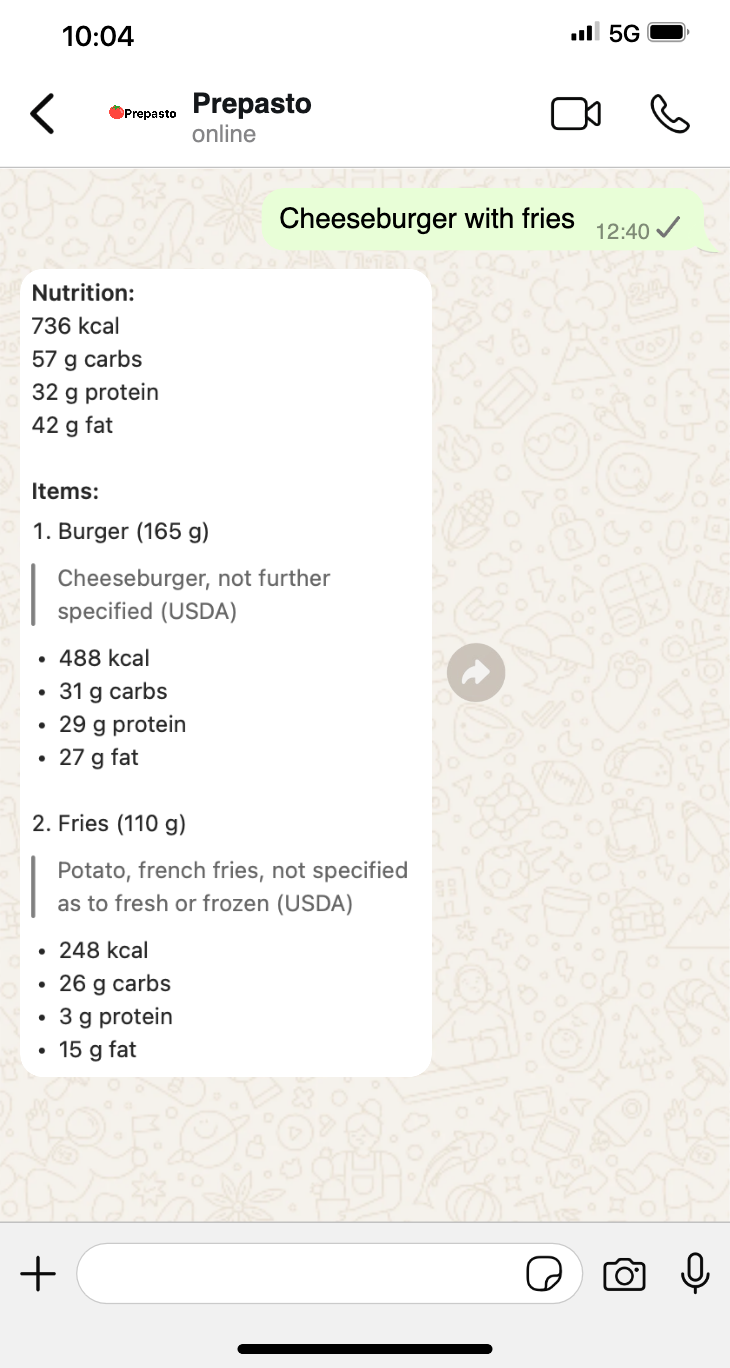 10:04
5G
Prepasto
Prepasto
online
Cheeseburger with fries
12:40
Nutrition:
736 kcal
57 g carbs
32 g protein
42 g fat
Items:
1. Burger (165 g)
Cheeseburger, not further
specified (USDA)
• 488 kcal
• 31 g carbs
• 29 g protein
• 27 g fat
2. Fries (110 g)
Potato, french fries, not specified
as to fresh or frozen (USDA)
• 248 kcal
• 26 g carbs
• 3 g protein
• 15 g fat